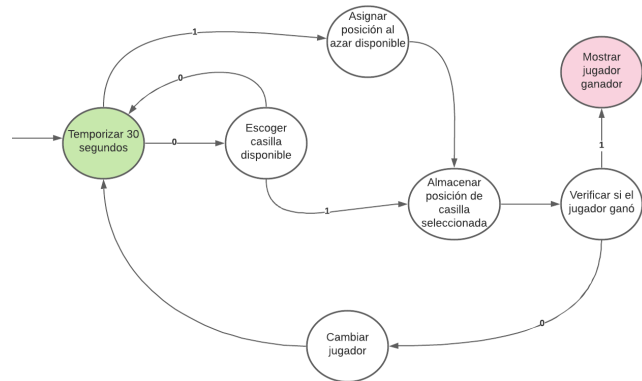 Asignar
posición al
azar disponible
1
Mostrar
jugador
ganador
0
Temporizar 30
segundos
0
Escoger
casilla
disponible
1
1
Almacenar
posición de
casilla
seleccionada
Verificar si el
jugador ganó
0
Cambiar
jugador